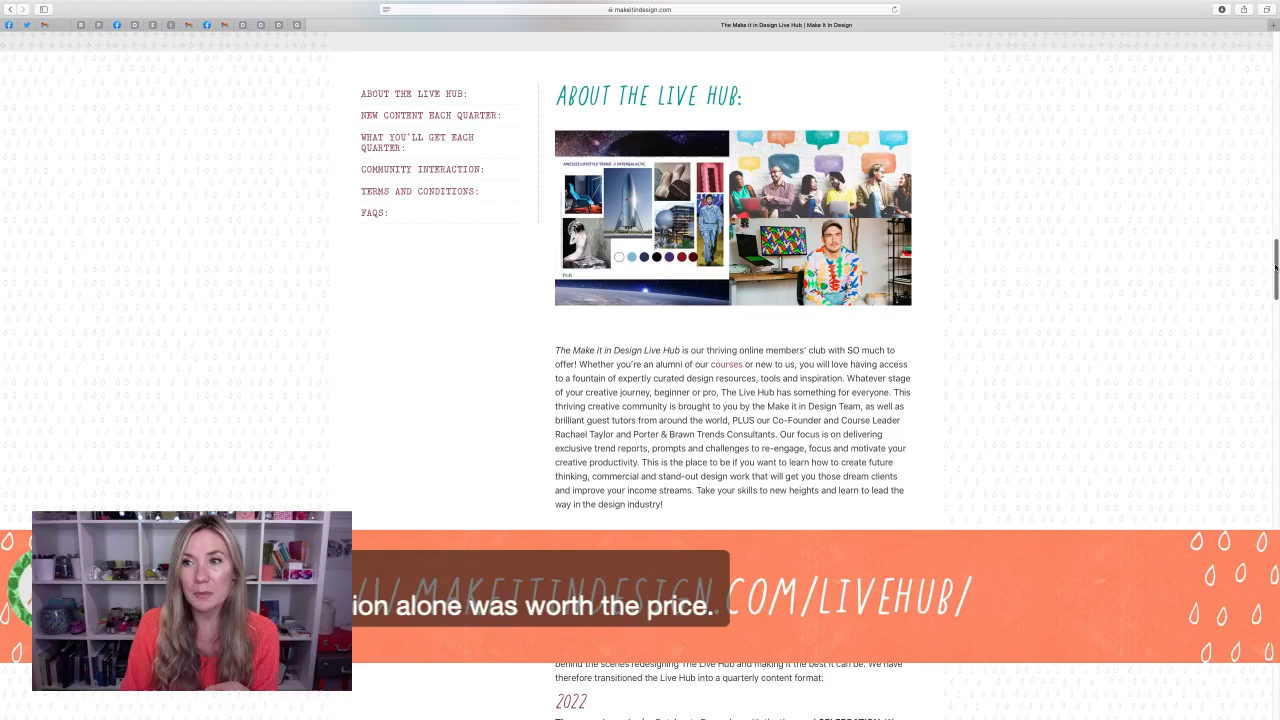 makeitindesign.com
The Make it in Design Live Hub | Make It In Design
R P D E I D D D G
ABOUT THE LIVE HUB:
NEW CONTENT EACH QUARTER:
WHAT YOU'LL GET EACH
QUARTER:
COMMUNITY INTERACTION:
TERMS AND CONDITIONS:
FAQS:
ABOUT THE LIVE HUB:
AW22/23 LIFESTYLE TREND // INTERGALACTIC
The Make it in Design Live Hub is our thriving online members' club with SO much to
offer! Whether you're an alumni of our courses or new to us, you will love having access
to a fountain of expertly curated design resources, tools and inspiration. Whatever stage
of your creative journey, beginner or pro, The Live Hub has something for everyone. This
thriving creative community is brought to you by the Make it in Design Team, as well as
brilliant guest tutors from around the world, PLUS our Co-Founder and Course Leader
Rachael Taylor and Porter & Brawn Trends Consultants. Our focus is on delivering
exclusive trend reports, prompts and challenges to re-engage, focus and motivate your
creative productivity. This is the place to be if you want to learn how to create future
thinking, commercial and stand-out design work that will get you those dream clients
and improve your income streams. Take your skills to new heights and learn to lead the
way in the design industry!
MAKEITINDESIGN.COM/LIVEHUB/
ion alone was worth the price.
behind the scenes redesigning The Live Hub and making it the best it can be. We have
therefore transitioned the Live Hub into a quarterly content format:
2022